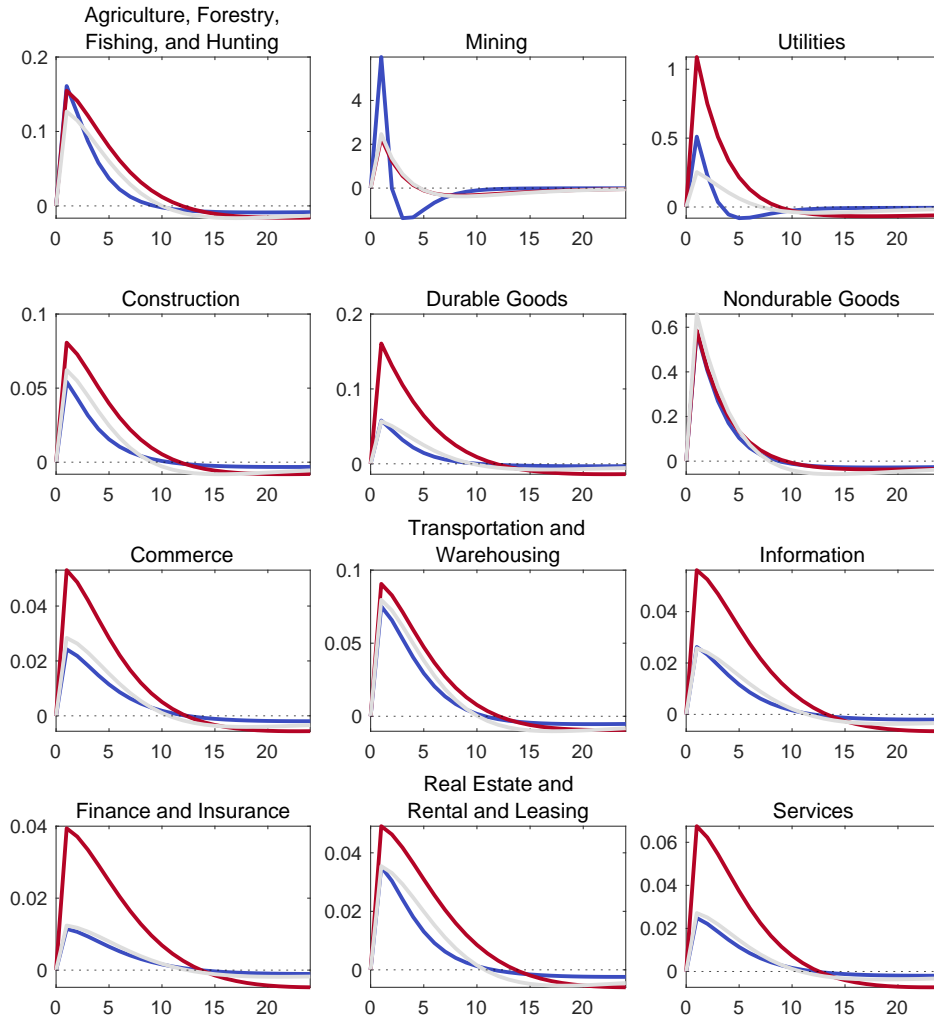 Agriculture, Forestry,
Fishing, and Hunting
0.2
0.1
0
0 5 10 15 20
Mining
4
2
0
0 5 10 15 20
Utilities
1
0.5
0
0 5 10 15 20
Construction
0.1
0.05
0
0 5 10 15 20
Durable Goods
0.2
0.1
0
0 5 10 15 20
Nondurable Goods
0.6
0.4
0.2
0
0 5 10 15 20
Commerce
0.04
0.02
0
0 5 10 15 20
Transportation and
Warehousing
0.1
0.05
0
0 5 10 15 20
Information
0.04
0.02
0
0 5 10 15 20
Finance and Insurance
0.04
0.02
0
0 5 10 15 20
Real Estate and
Rental and Leasing
0.04
0.02
0
0 5 10 15 20
Services
0.06
0.04
0.02
0
0 5 10 15 20